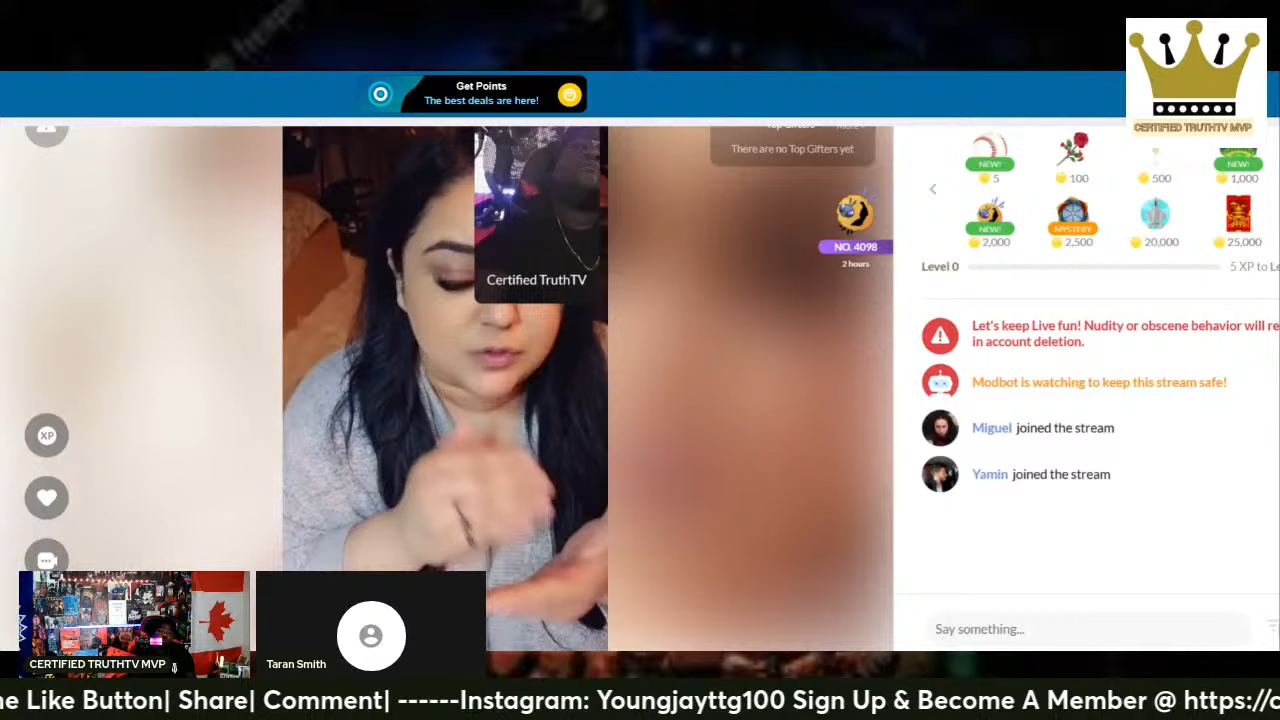 Get Points
The best deals are here!
CERTIFIED TRUTHTV MVP
There are no Top Gifters yet
NEW!
5
100
500
NEW!
1,000
NEW!
2,000
MYSTERY
2,500
20,000
25,000
NO. 4098
2 hours
Level 0
5 XP to Le
Certified TruthTV
Let's keep Live fun! Nudity or obscene behavior will re
in account deletion.
Modbot is watching to keep this stream safe!
Miguel joined the stream
Yamin joined the stream
XP
Say something...
CERTIFIED TRUTHTV MVP
Taran Smith
ne Like Button| Share| Comment| ------Instagram: Youngjayttg100 Sign Up & Become A Member @ https://